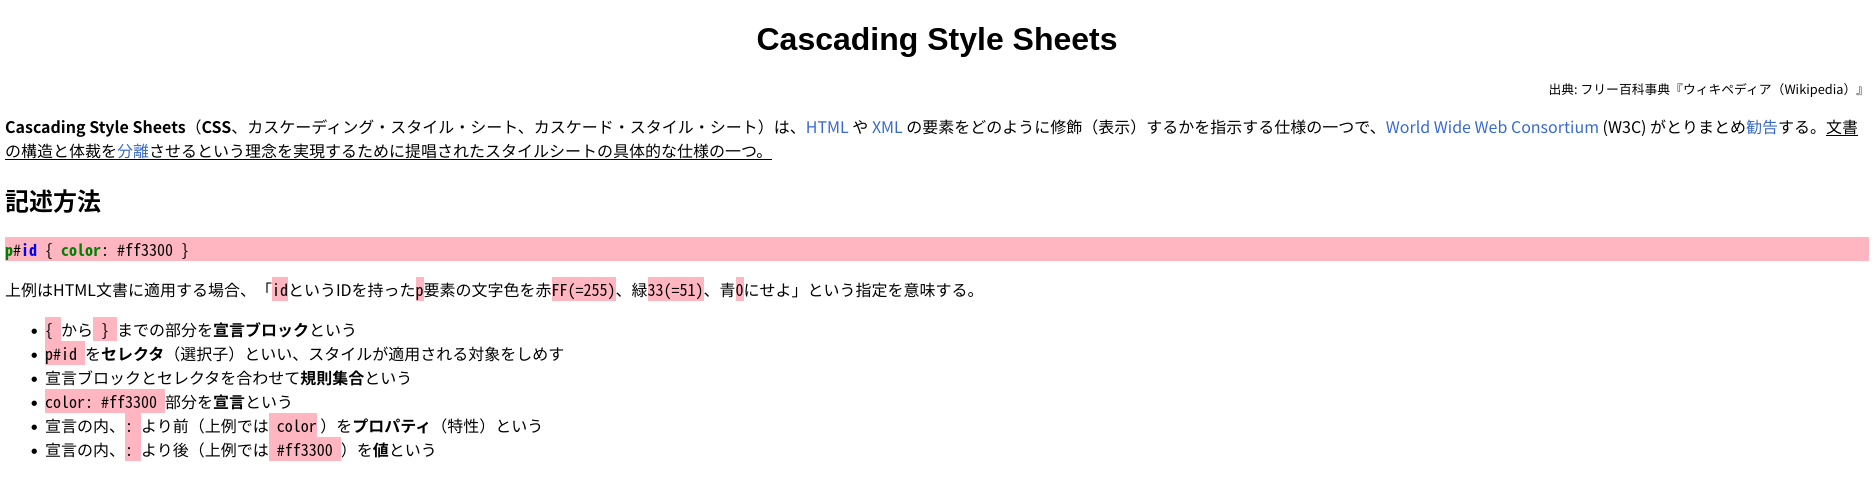 Cascading Style Sheets
出典: フリー百科事典『ウィキペディア（Wikipedia）』
Cascading Style Sheets（CSS、カスケーディング・スタイル・シート、カスケード・スタイル・シート）は、HTML や XML の要素をどのように修飾（表示）するかを指示する仕様の一つで、World Wide Web Consortium (W3C) がとりまとめ勧告する。文書
の構造と体裁を分離させるという理念を実現するために提唱されたスタイルシートの具体的な仕様の一つ。
記述方法
p#id { color: #ff3300 }
上例はHTML文書に適用する場合、「idというIDを持ったp要素の文字色を赤FF(=255)、緑33(=51)、青0にせよ」という指定を意味する。
• { から } までの部分を宣言ブロックという
• p#id をセレクタ（選択子）といい、スタイルが適用される対象をしめす
• 宣言ブロックとセレクタを合わせて規則集合という
• color: #ff3300 部分を宣言という
• 宣言の内、: より前（上例では color）をプロパティ（特性）という
• 宣言の内、: より後（上例では #ff3300 ）を値という